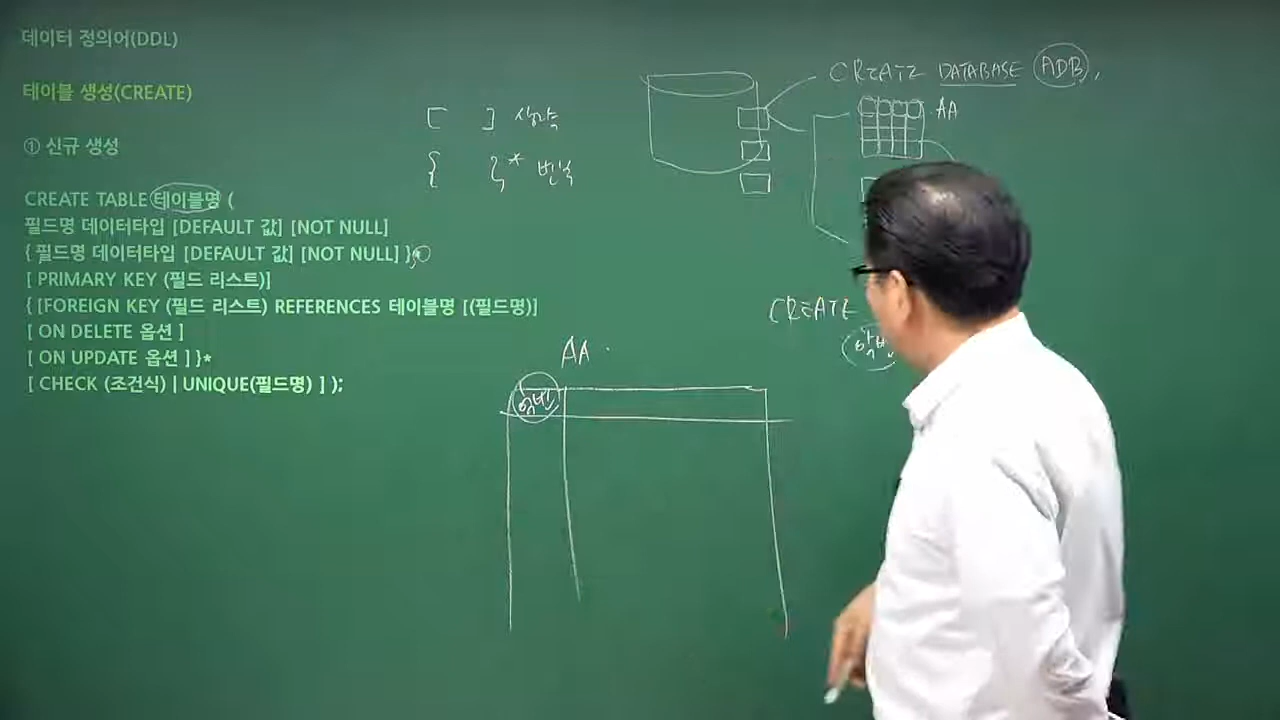 데이터 정의어(DDL)
테이블 생성(CREATE)
① 신규 생성
CREATE TABLE 테이블명 (
필드명 데이터타입 [DEFAULT 값] [NOT NULL]
{ 필드명 데이터타입 [DEFAULT 값] [NOT NULL] },
[ PRIMARY KEY (필드 리스트)]
{ [FOREIGN KEY (필드 리스트) REFERENCES 테이블명 [(필드명)]
[ ON DELETE 옵션 ]
[ ON UPDATE 옵션 ] }*
[ CHECK (조건식) | UNIQUE(필드명) ] );
[ ] 생략
{ }* 반복
CREATE DATABASE ADB,
AA
CREATE
학번
AA
학번